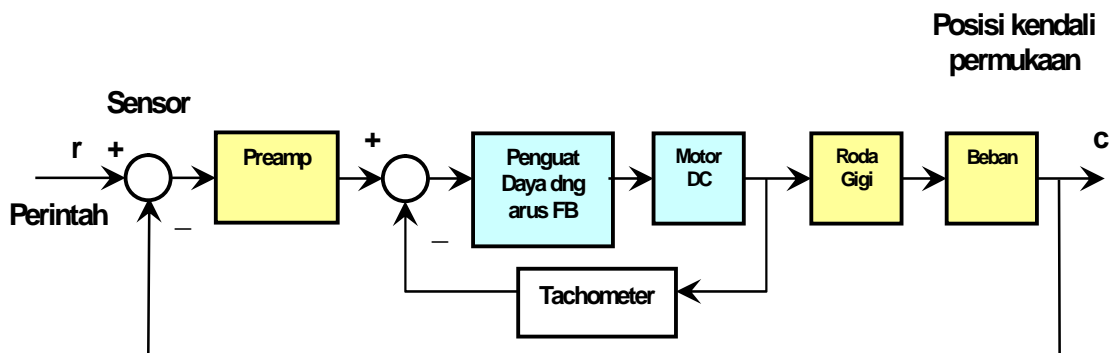 Posisi kendali
permukaan
Sensor
r
+
Preamp
+
Penguat
Daya dng
arus FB
Motor
DC
Roda
Gigi
Beban
c
Perintah
_
_
Tachometer